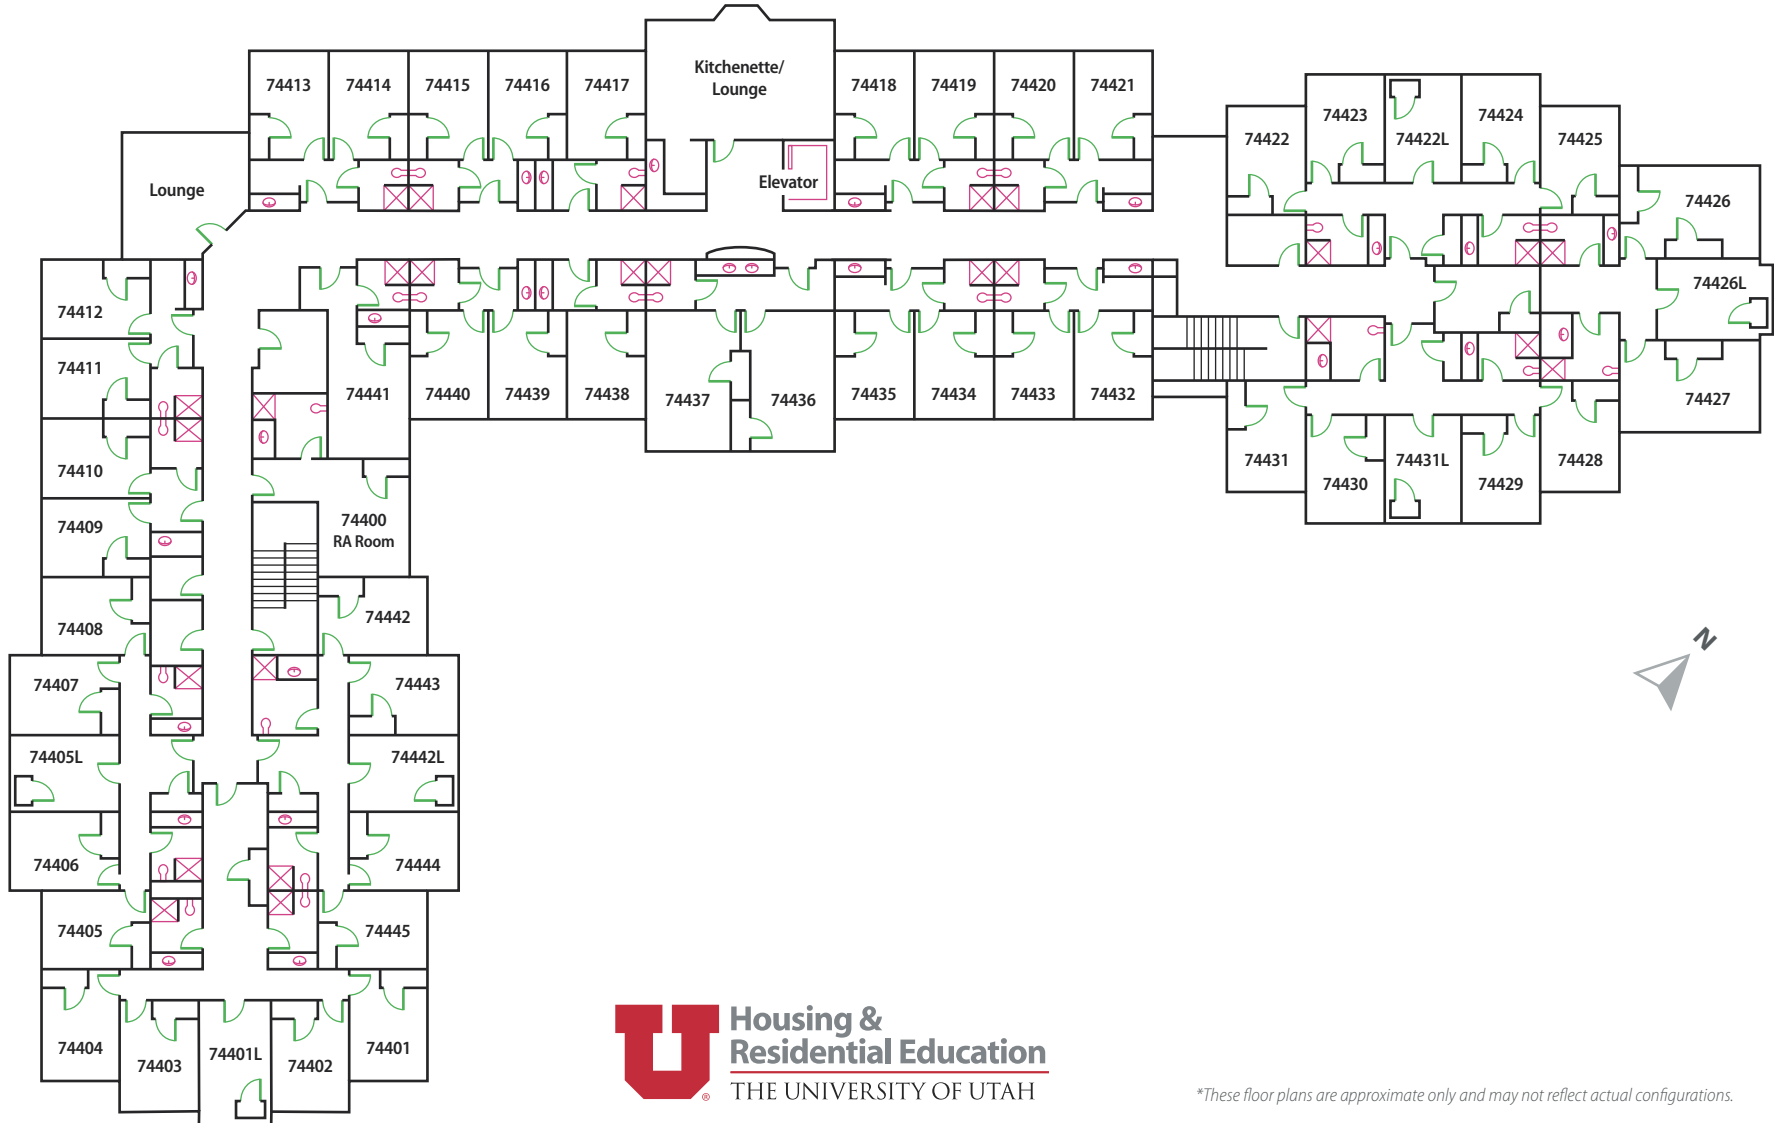 Kitchenette/
Lounge
74413
74414
74415
74416
74417
74418
74419
74420
74421
74422
74423
74422L
74424
74425
Lounge
Elevator
74426
74426L
74412
74411
74441
74440
74439
74438
74437
74436
74435
74434
74433
74432
74427
74410
74431
74430
74431L
74429
74428
74409
74400
RA Room
74408
74442
74407
74443
N
74405L
74442L
74406
74444
74405
74445
74404
74403
74401L
74402
74401
U
®
Housing &
Residential Education
THE UNIVERSITY OF UTAH
*These floor plans are approximate only and may not reflect actual configurations.